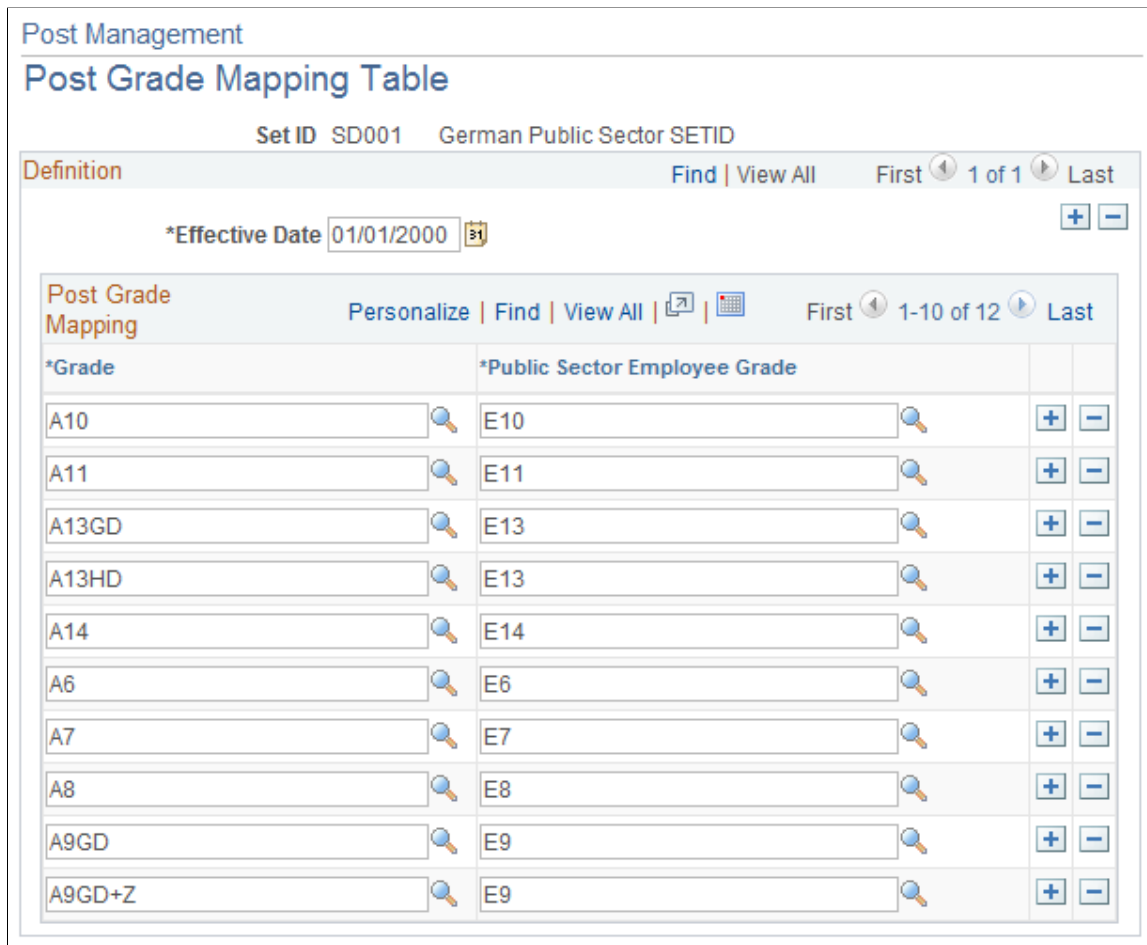 Post Management
Post Grade Mapping Table
Set ID SD001 German Public Sector SETID
Definition Find | View All First 1 of 1 Last
*Effective Date 01/01/2000 31
Post Grade Mapping Personalize | Find | View All | | First 1-10 of 12 Last
*Grade *Public Sector Employee Grade
A10 E10
A11 E11
A13GD E13
A13HD E13
A14 E14
A6 E6
A7 E7
A8 E8
A9GD E9
A9GD+Z E9